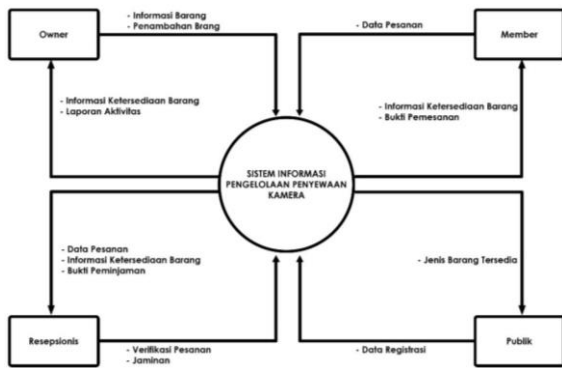 Owner
- Informasi Barang
- Penambahan Brang
- Data Pesanan
Member
- Informasi Ketersediaan Barang
- Laporan Aktivitas
- Informasi Ketersediaan Barang
- Bukti Pemesanan
SISTEM INFORMASI
PENGELOLAAN PENYEWAAN
KAMERA
- Data Pesanan
- Informasi Ketersediaan Barang
- Bukti Peminjaman
- Jenis Barang Tersedia
Resepsionis
- Verifikasi Pesanan
- Jaminan
- Data Registrasi
Publik